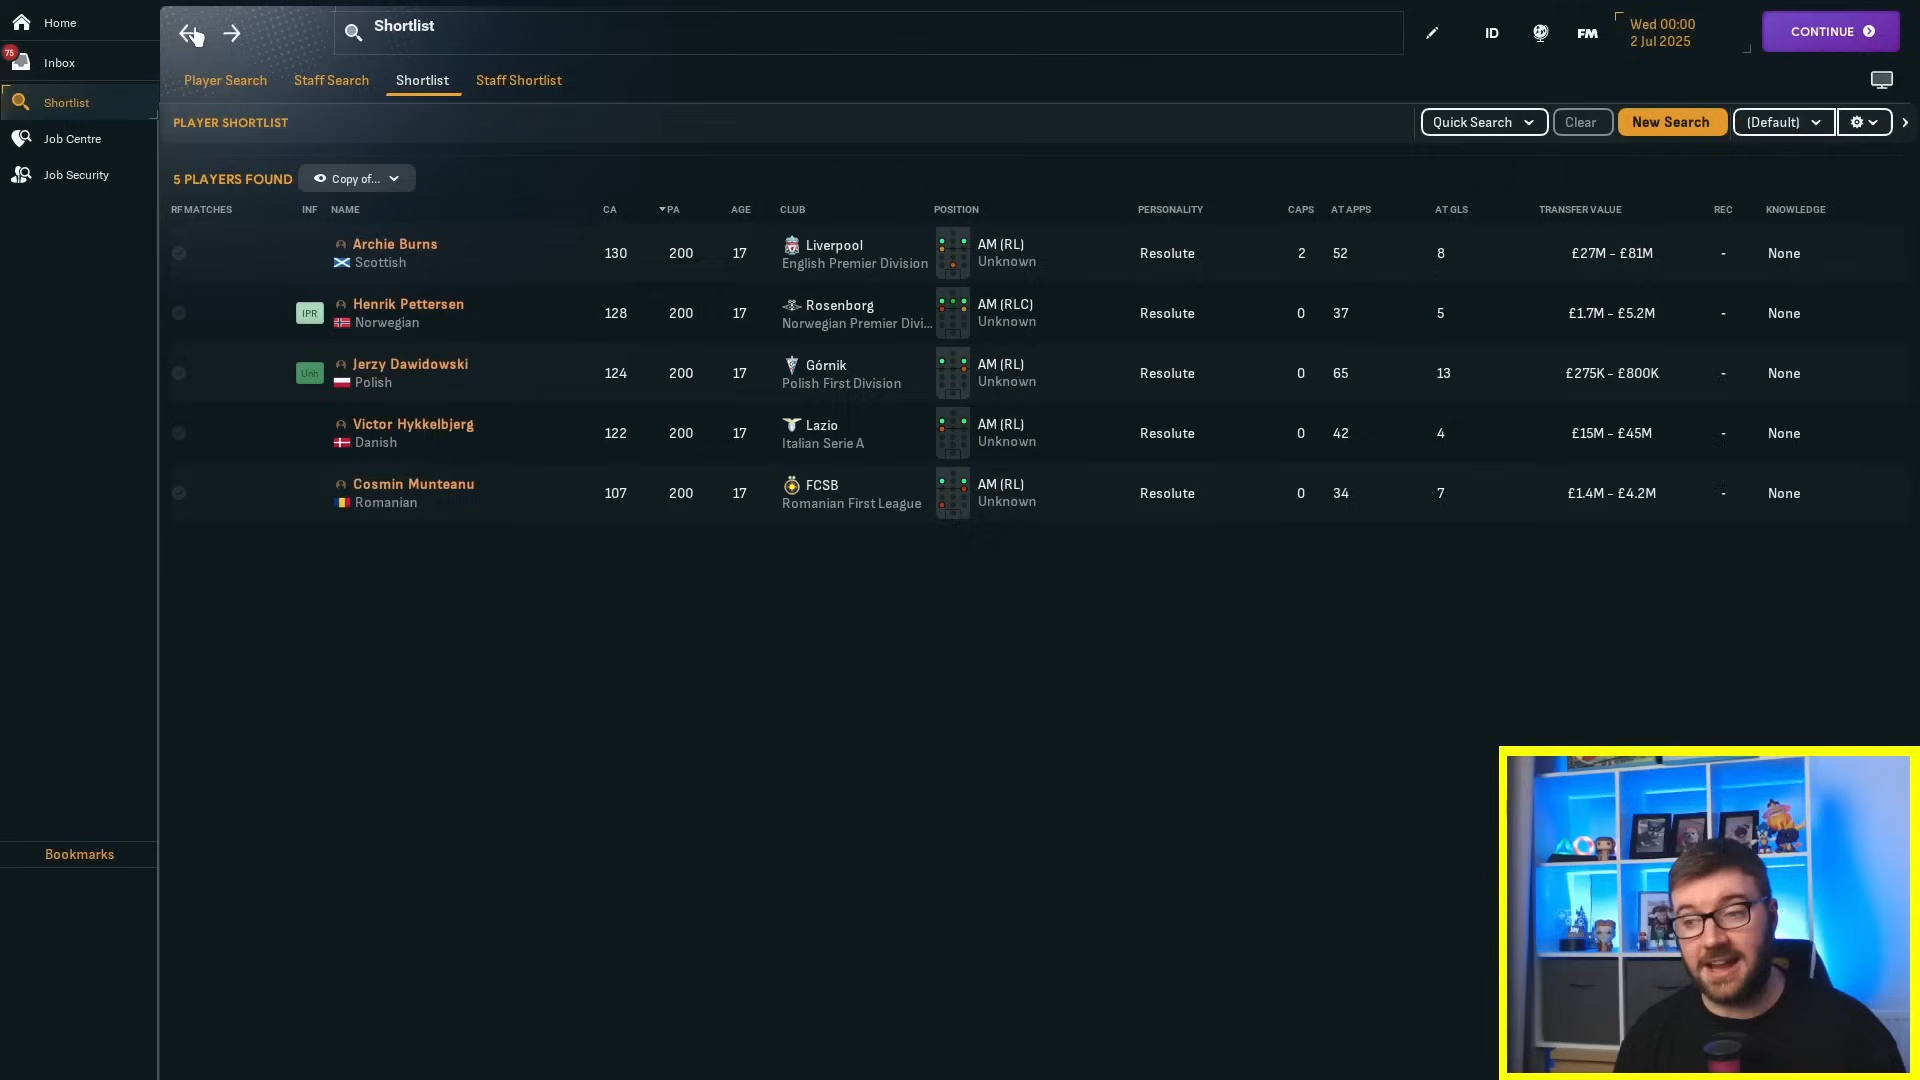 Home
75
Inbox
Shortlist
Job Centre
Job Security
Bookmarks
Shortlist
ID
FM
Wed 00:00
2 Jul 2025
CONTINUE
Player Search
Staff Search
Shortlist
Staff Shortlist
PLAYER SHORTLIST
Quick Search
Clear
New Search
(Default)
5 PLAYERS FOUND
Copy of...
RF MATCHES INF NAME CA PA AGE CLUB POSITION PERSONALITY CAPS AT APPS AT GLS TRANSFER VALUE REC KNOWLEDGE
Archie Burns 130 200 17 Liverpool AM (RL) Resolute 2 52 8 £27M - £81M - None
Scottish English Premier Division Unknown
IPR Henrik Pettersen 128 200 17 Rosenborg AM (RLC) Resolute 0 37 5 £1.7M - £5.2M - None
Norwegian Norwegian Premier Divi... Unknown
Unh Jerzy Dawidowski 124 200 17 Górnik AM (RL) Resolute 0 65 13 £275K - £800K - None
Polish Polish First Division Unknown
Victor Hykkelbjerg 122 200 17 Lazio AM (RL) Resolute 0 42 4 £15M - £45M - None
Danish Italian Serie A Unknown
Cosmin Munteanu 107 200 17 FCSB AM (RL) Resolute 0 34 7 £1.4M - £4.2M - None
Romanian Romanian First League Unknown